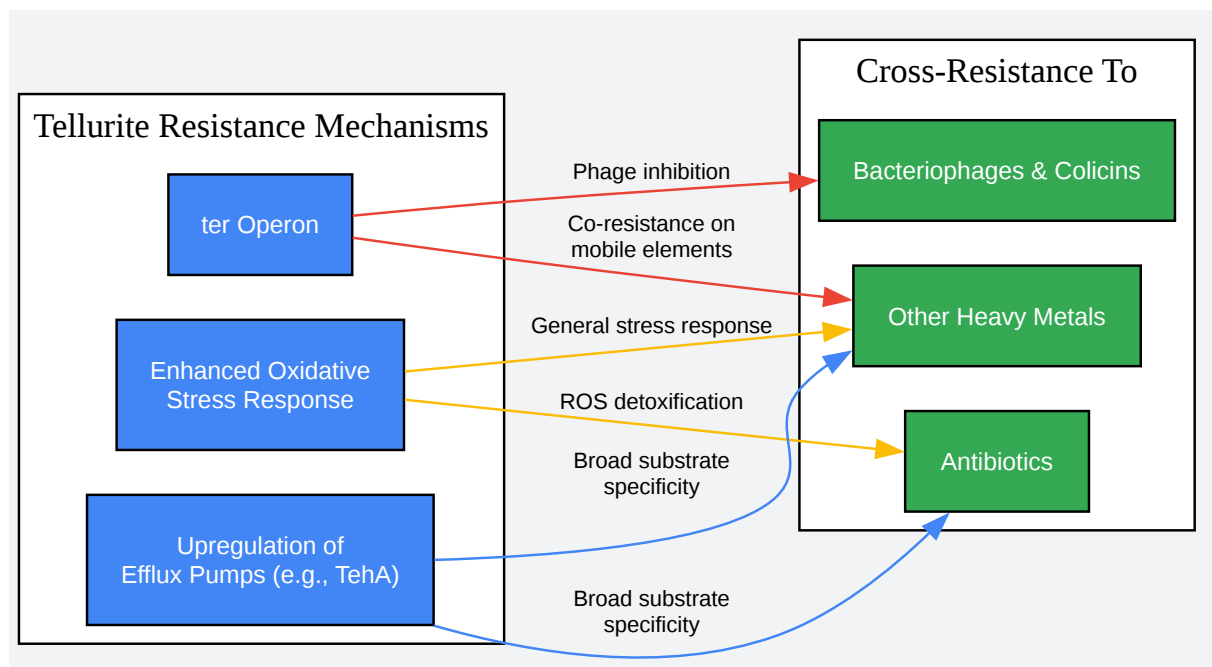 Tellurite Resistance Mechanisms
ter Operon
Enhanced Oxidative
Stress Response
Upregulation of
Efflux Pumps (e.g., TehA)
Phage inhibition
Co-resistance on
mobile elements
General stress response
ROS detoxification
Broad substrate
specificity
Broad substrate
specificity
Cross-Resistance To
Bacteriophages & Colicins
Other Heavy Metals
Antibiotics